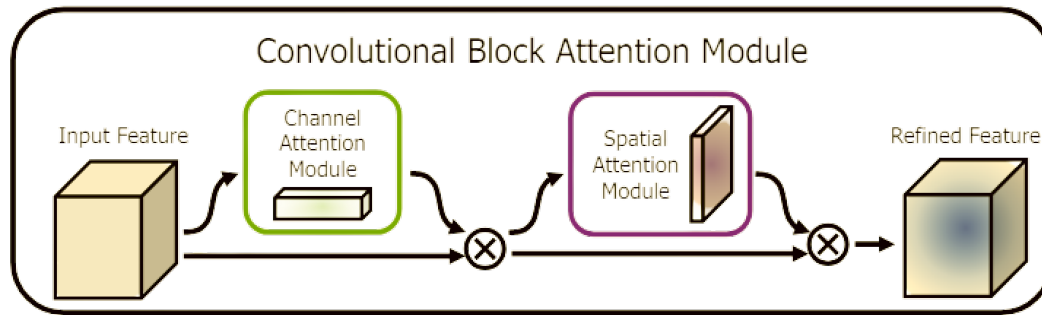 Convolutional Block Attention Module
Input Feature
Channel
Attention
Module
Spatial
Attention
Module
Refined Feature